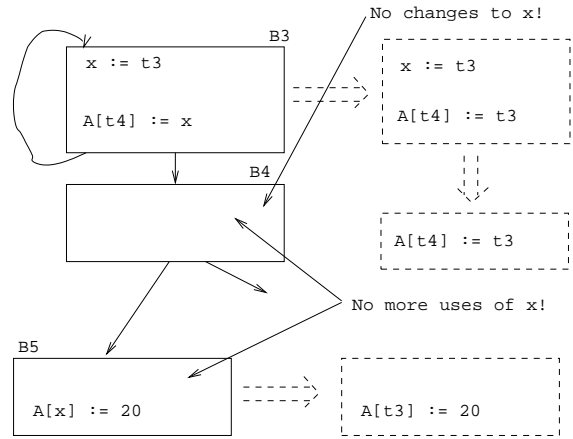 No changes to x!
B3
x := t3
A[t4] := x
x := t3
A[t4] := t3
B4
A[t4] := t3
No more uses of x!
B5
A[x] := 20
A[t3] := 20